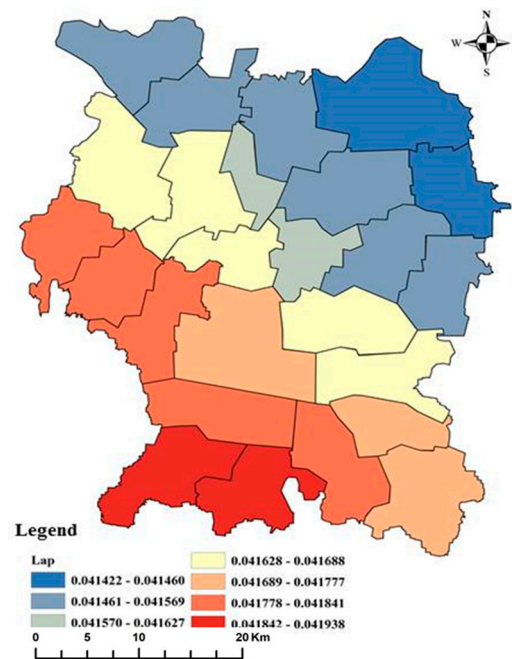 N
W E
S
Legend
Lap
0.041422 - 0.041460
0.041461 - 0.041569
0.041570 - 0.041627
0.041628 - 0.041688
0.041689 - 0.041777
0.041778 - 0.041841
0.041842 - 0.041938
0 5 10 20 Km